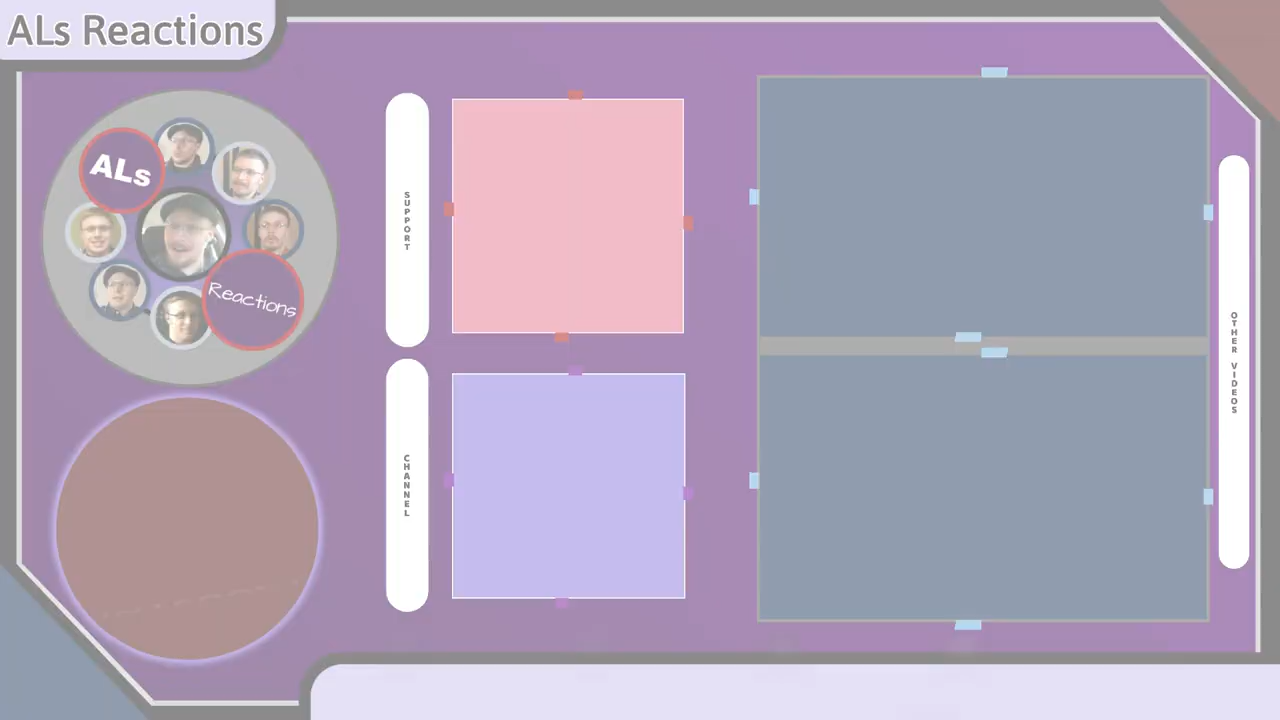 ALs Reactions
ALs
Reactions
SUPPORT
CHANNEL
OTHER VIDEOS